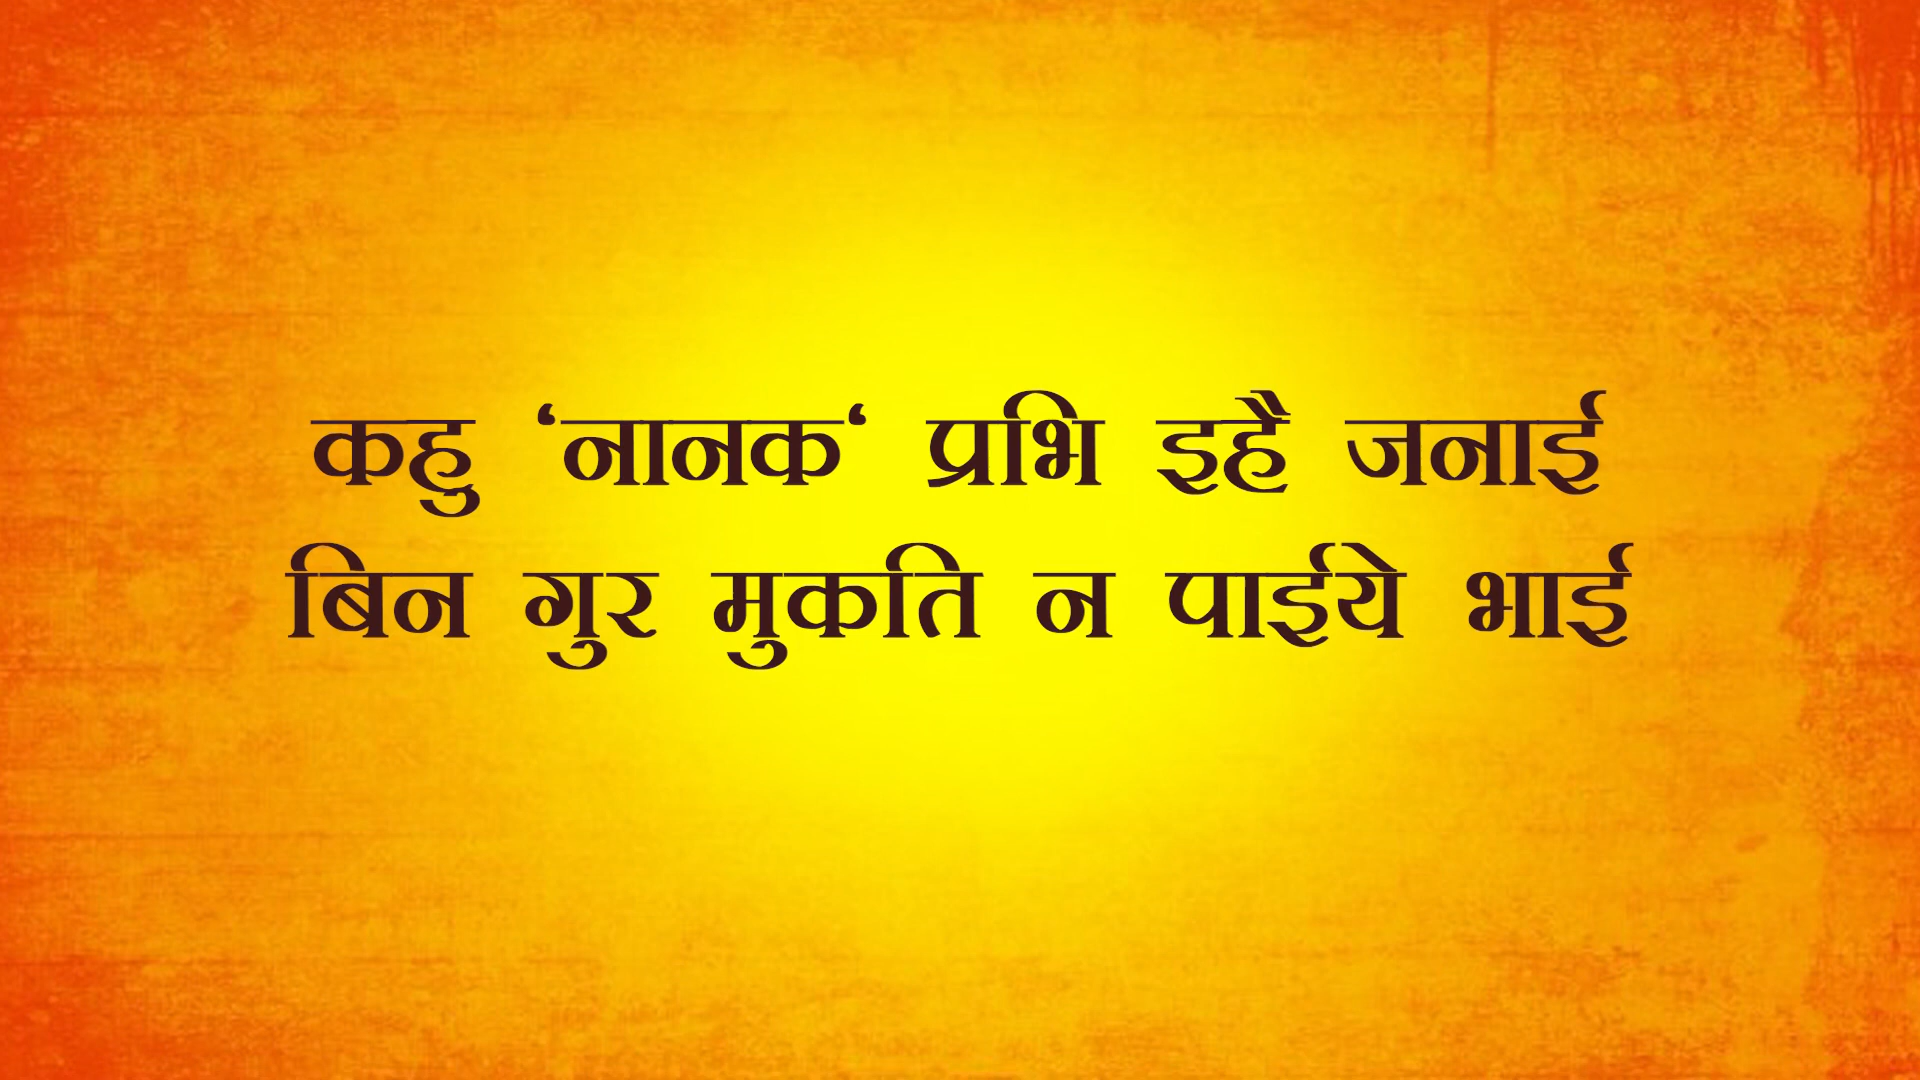 कहु ‘नानक‘ प्रभि इहै जनाई
बिन गुर मुकति न पाईये भाई